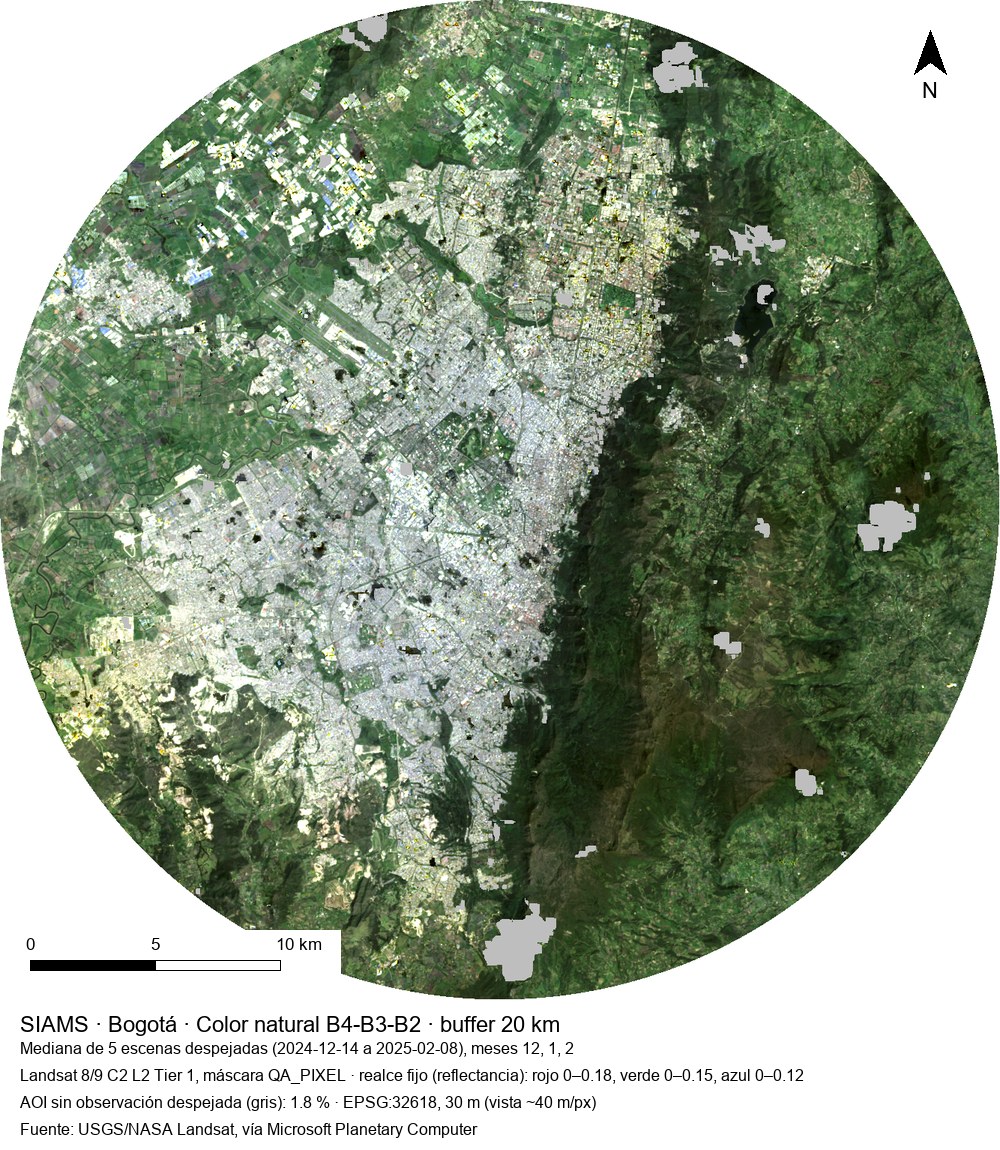 N
0 5 10 km
SIAMS · Bogotá · Color natural B4-B3-B2 · buffer 20 km
Mediana de 5 escenas despejadas (2024-12-14 a 2025-02-08), meses 12, 1, 2
Landsat 8/9 C2 L2 Tier 1, máscara QA_PIXEL · realce fijo (reflectancia): rojo 0–0.18, verde 0–0.15, azul 0–0.12
AOI sin observación despejada (gris): 1.8 % · EPSG:32618, 30 m (vista ~40 m/px)
Fuente: USGS/NASA Landsat, vía Microsoft Planetary Computer